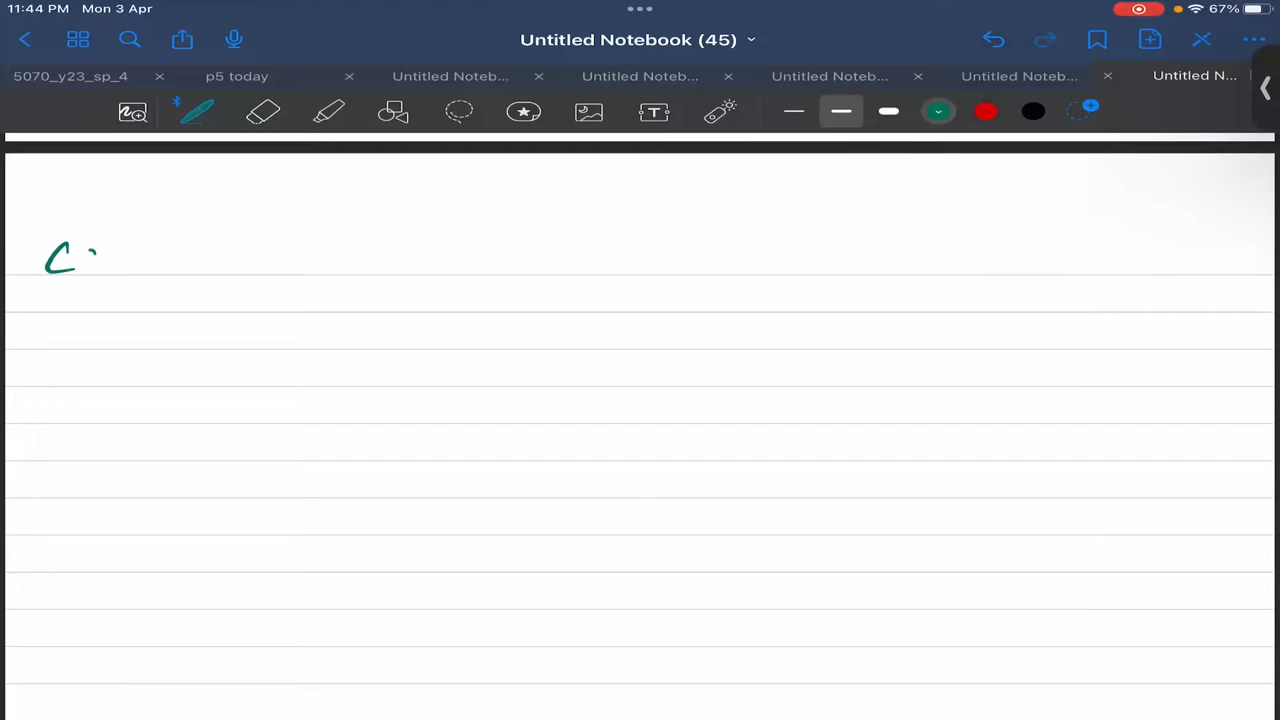 11:44 PM Mon 3 Apr
67%
Untitled Notebook (45)
5070_y23_sp_4 p5 today Untitled Noteb... Untitled Noteb... Untitled Noteb... Untitled Noteb... Untitled N...
T
C